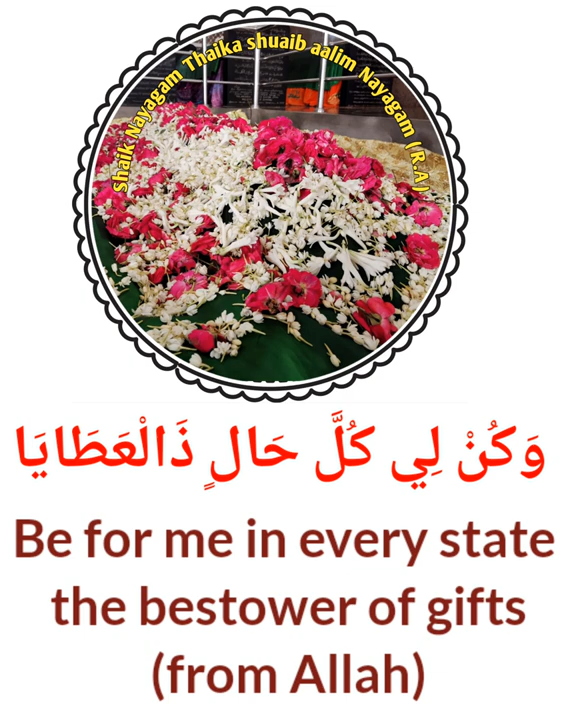 Shaik Nayagam Thaika shuaib aalim Nayagam (R.A)
وَكُنْ لِي كُلَّ حَالٍ ذَالْعَطَايَا
Be for me in every state
the bestower of gifts
(from Allah)